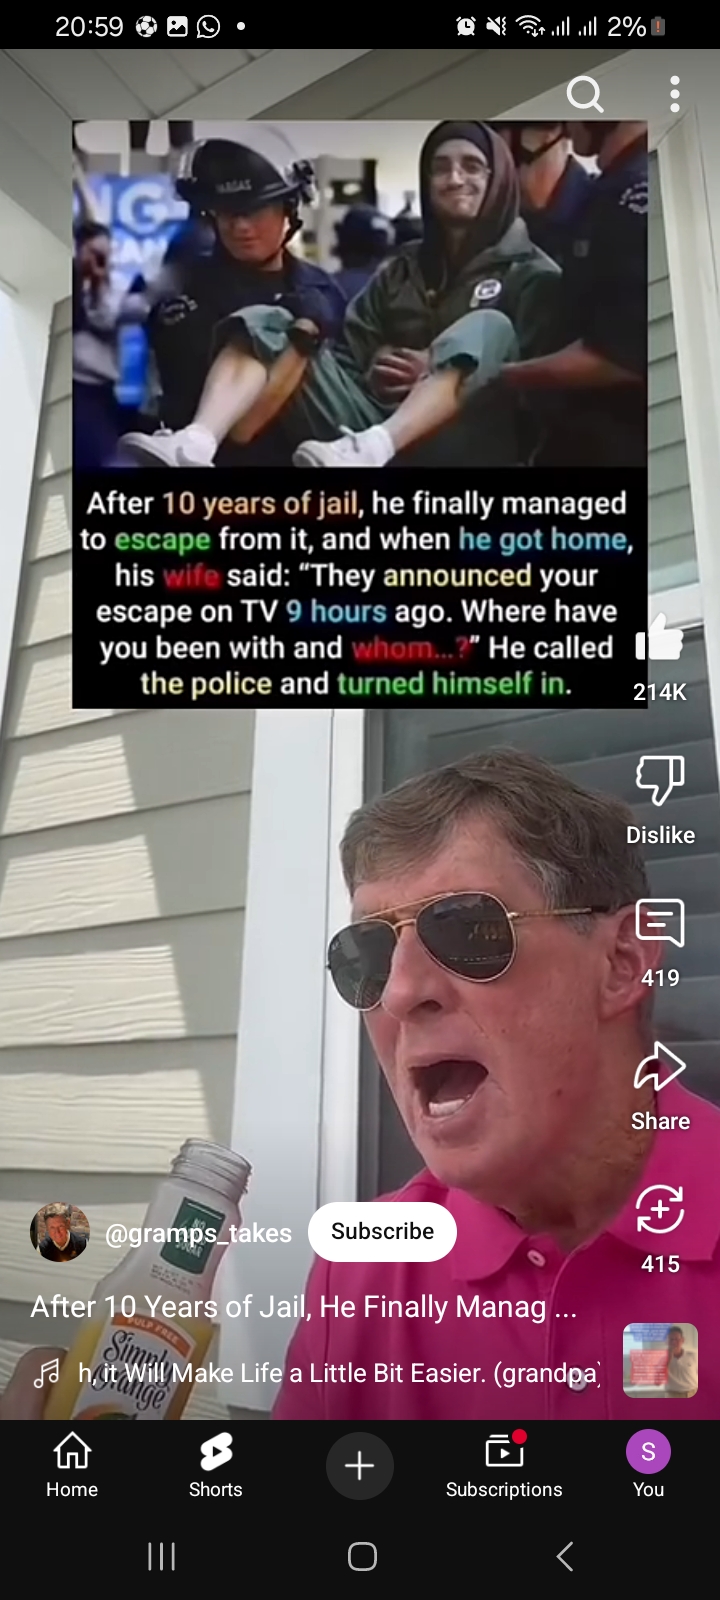 20:59
2%
VARGAS
After 10 years of jail, he finally managed
to escape from it, and when he got home,
his wife said: “They announced your
escape on TV 9 hours ago. Where have
you been with and whom...?” He called
the police and turned himself in.
214K
Dislike
419
Share
@gramps_takes
Subscribe
415
After 10 Years of Jail, He Finally Manag ...
PULP FREE
Simply
Orange
h, it Will Make Life a Little Bit Easier. (grandpa)
Home
Shorts
Subscriptions
S
You